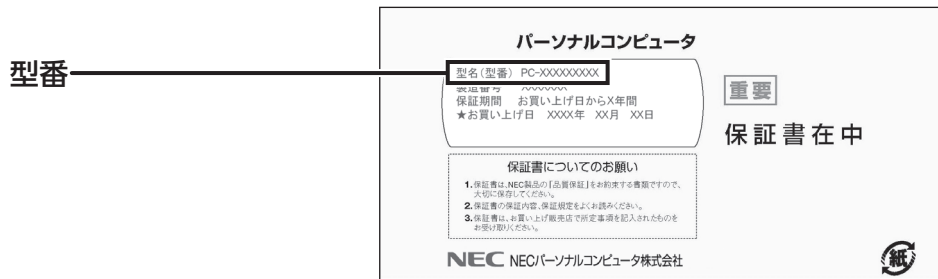 型番
パーソナルコンピュータ
型名(型番) PC-XXXXXXXXX
製造番号 XXXXXXX
保証期間 お買い上げ日からX年間
★お買い上げ日 XXXX年 XX月 XX日
重要
保証書在中
保証書についてのお願い
1.保証書は、NEC製品の「品質保証」をお約束する書類ですので、
大切に保存してください。
2.保証書の保証内容、保証規定をよくお読みください。
3.保証書は、お買い上げ販売店で所定事項を記入されたものを
お受け取りください。
NEC NECパーソナルコンピュータ株式会社
紙